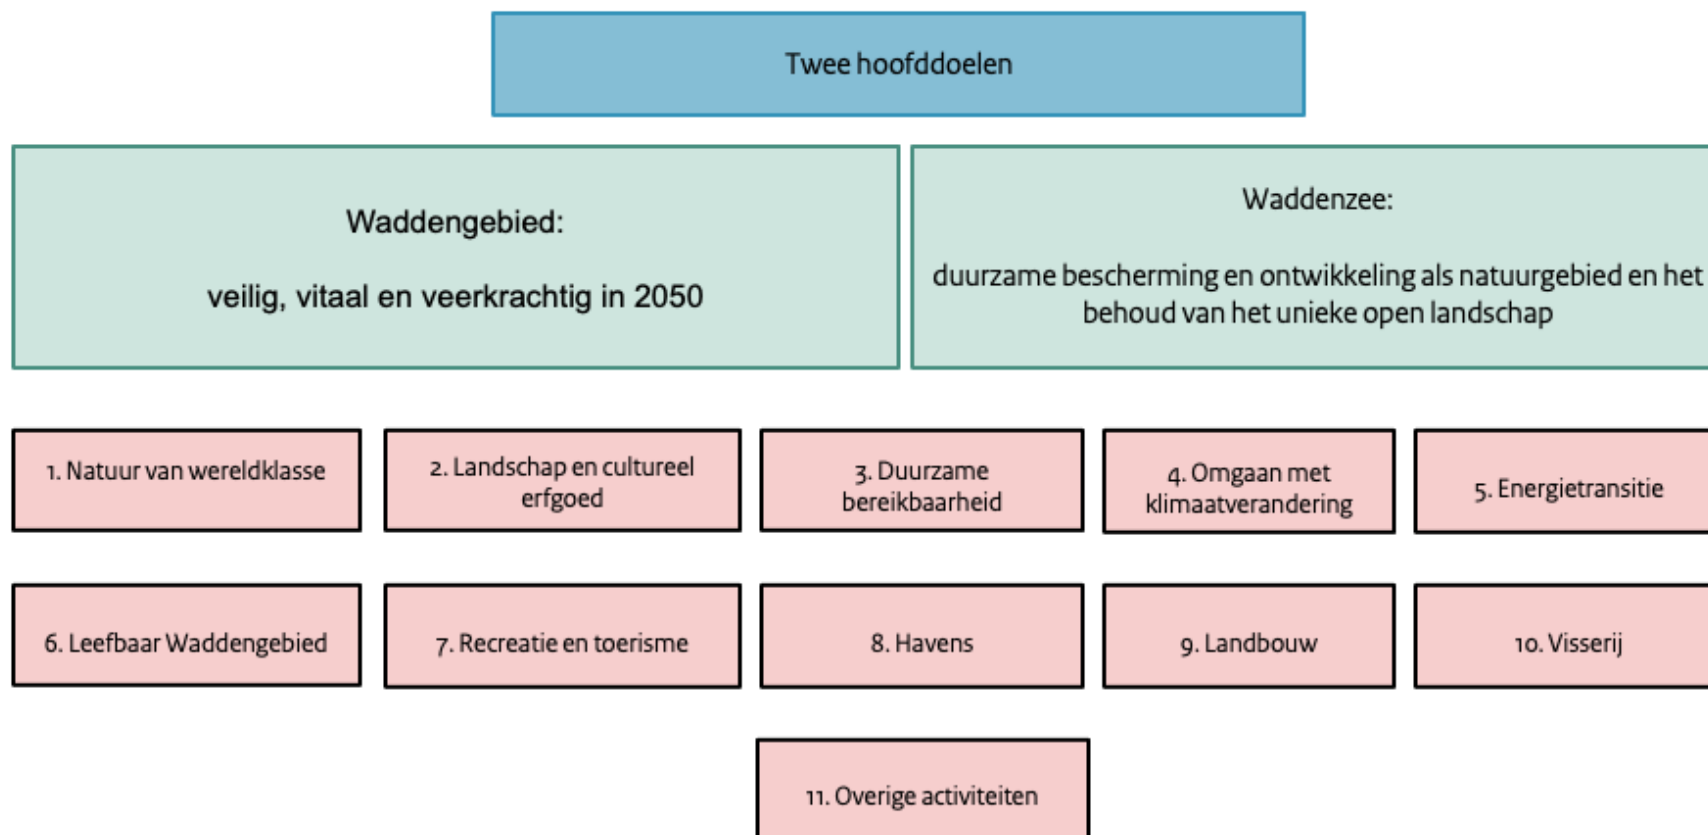 Twee hoofddoelen
Waddengebied:
veilig, vitaal en veerkrachtig in 2050
Waddenzee:
duurzame bescherming en ontwikkeling als natuurgebied en het
behoud van het unieke open landschap
1. Natuur van wereldklasse
2. Landschap en cultureel
erfgoed
3. Duurzame
bereikbaarheid
4. Omgaan met
klimaatverandering
5. Energietransitie
6. Leefbaar Waddengebied
7. Recreatie en toerisme
8. Havens
9. Landbouw
10. Visserij
11. Overige activiteiten